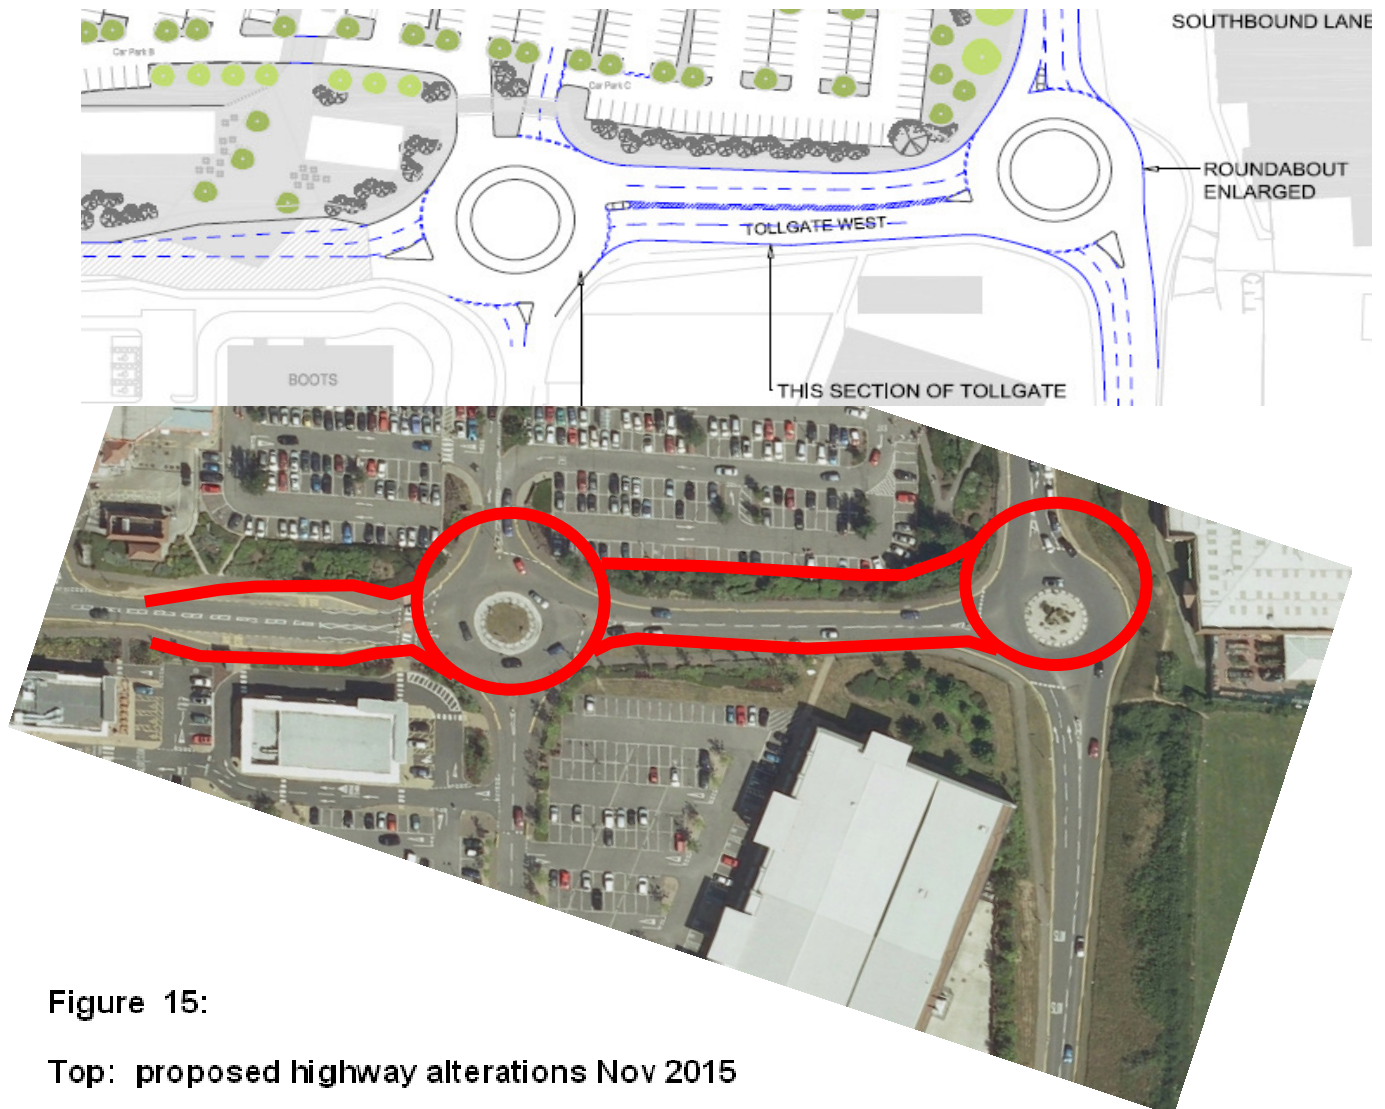 SOUTHBOUND LANE
Car Park B
Car Park C
ROUNDABOUT
ENLARGED
TOLLGATE WEST
BOOTS
THIS SECTION OF TOLLGATE
Figure 15:
Top: proposed highway alterations Nov 2015